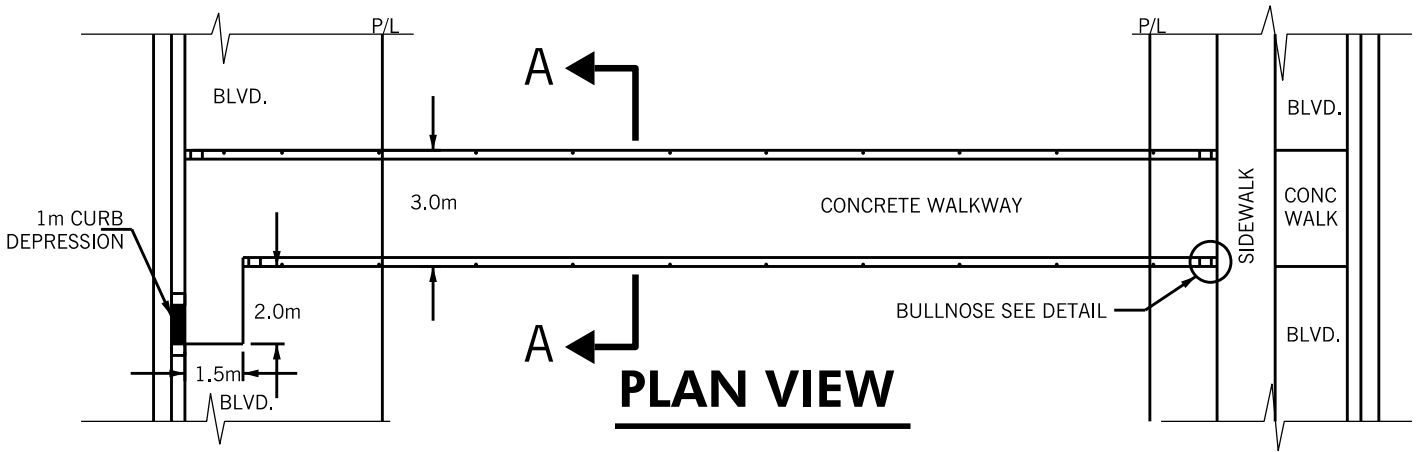 P/L
P/L
A
BLVD.
BLVD.
3.0m
CONCRETE WALKWAY
CONC
WALK
1m CURB
DEPRESSION
SIDEWALK
2.0m
BULLNOSE SEE DETAIL
BLVD.
A
1.5m
PLAN VIEW
BLVD.